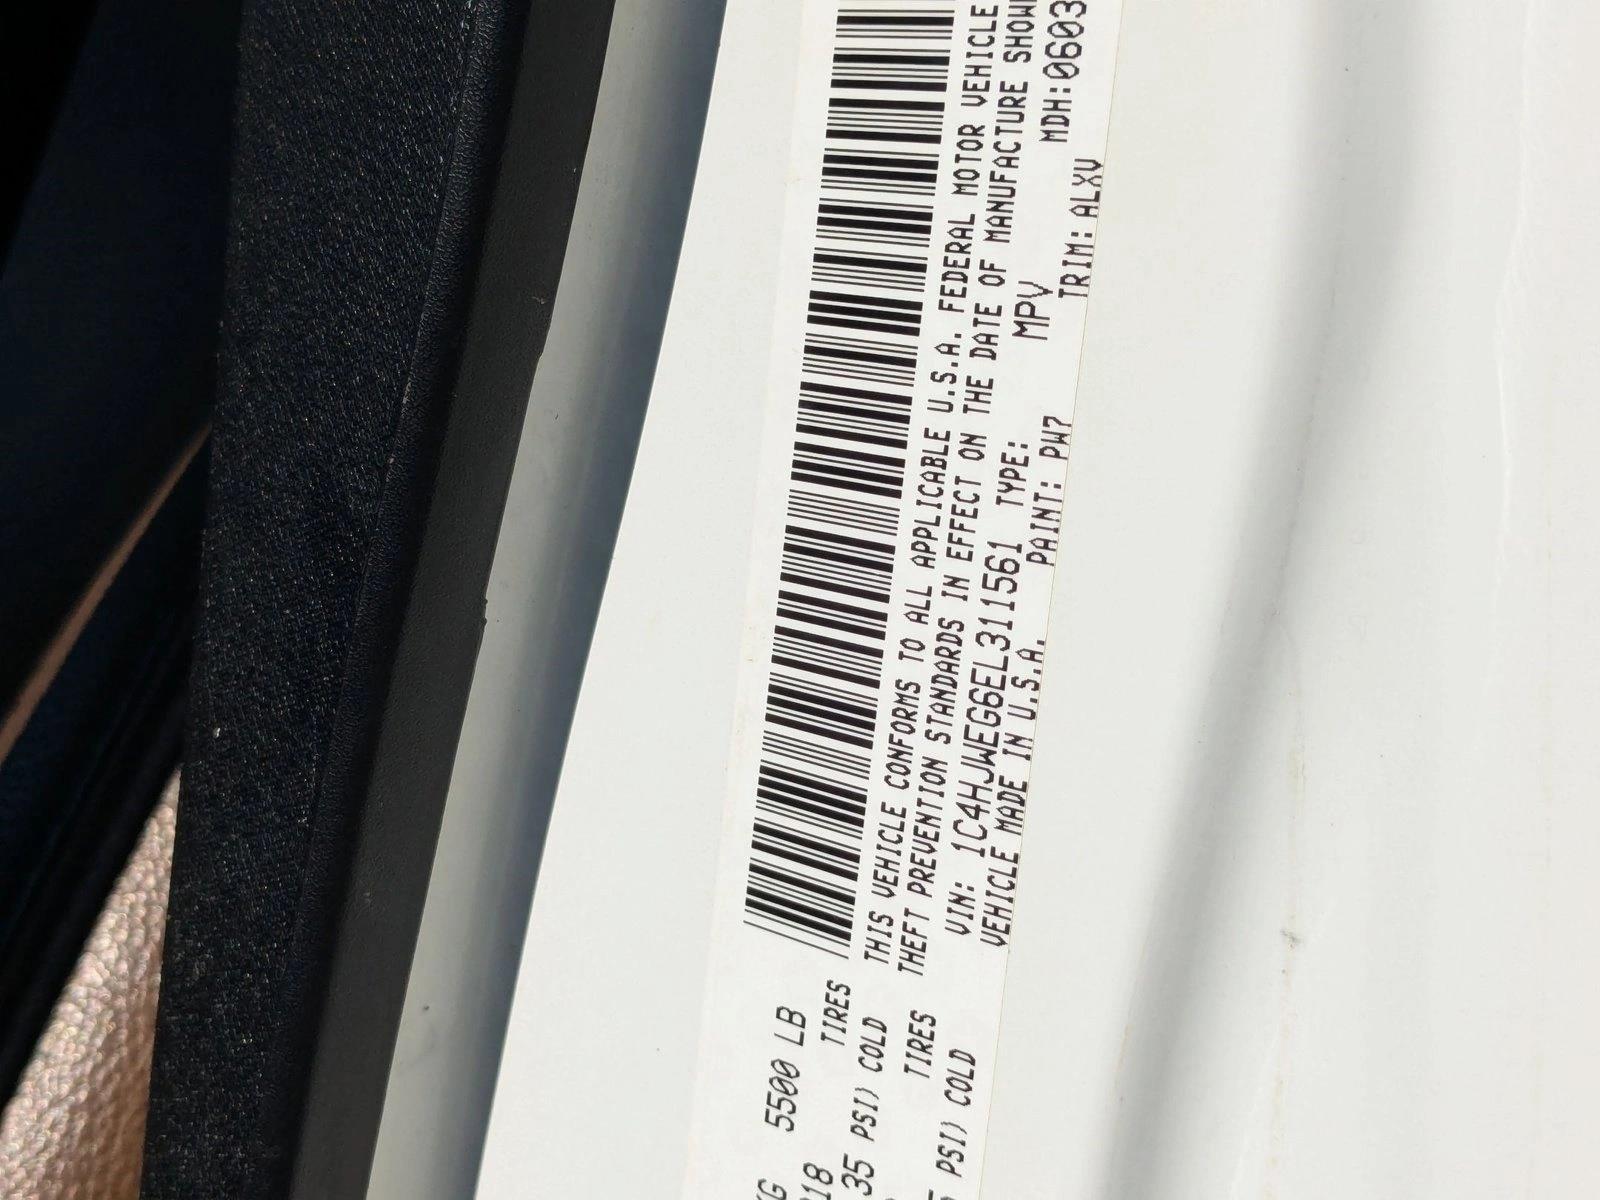 5500 LB
TIRES
35 PSI) COLD
TIRES
PSI) COLD
THIS VEHICLE CONFORMS TO ALL APPLICABLE U.S.A. FEDERAL MOTOR VEHICLE
THEFT PREVENTION STANDARDS IN EFFECT ON THE DATE OF MANUFACTURE
VIN: 1C4HJWEG6EL311561 TYPE: MPV MDH:0603
VEHICLE MADE IN U.S.A. PAINT: PW7 TRIM: ALXV